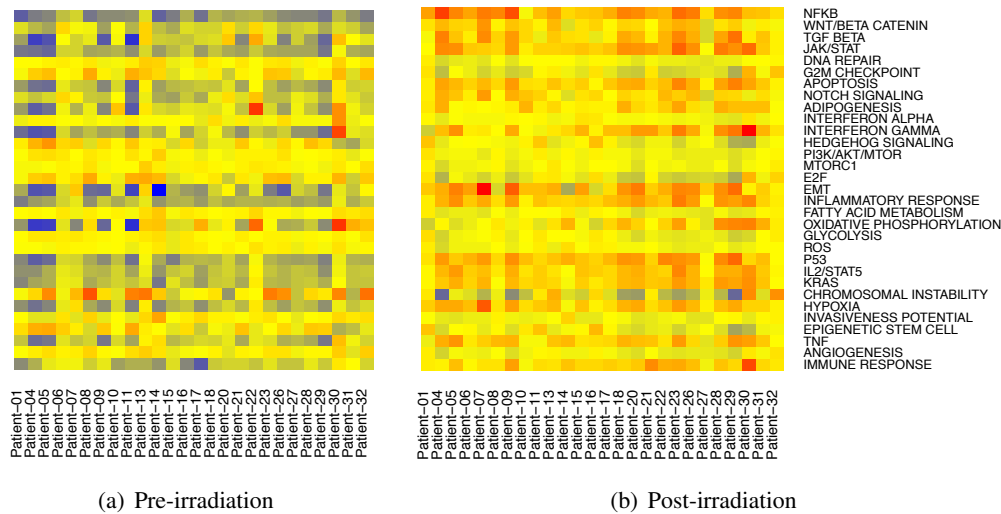 NFKB
WNT/BETA CATENIN
TGF BETA
JAK/STAT
DNA REPAIR
G2M CHECKPOINT
APOPTOSIS
NOTCH SIGNALING
ADIPOGENESIS
INTERFERON ALPHA
INTERFERON GAMMA
HEDGEHOG SIGNALING
PI3K/AKT/MTOR
MTORC1
E2F
EMT
INFLAMMATORY RESPONSE
FATTY ACID METABOLISM
OXIDATIVE PHOSPHORYLATION
GLYCOLYSIS
ROS
P53
IL2/STAT5
KRAS
CHROMOSOMAL INSTABILITY
HYPOXIA
INVASIVENESS POTENTIAL
EPIGENETIC STEM CELL
TNF
ANGIOGENESIS
IMMUNE RESPONSE
Patient-01
Patient-04
Patient-05
Patient-06
Patient-07
Patient-08
Patient-09
Patient-10
Patient-11
Patient-13
Patient-14
Patient-15
Patient-16
Patient-17
Patient-18
Patient-20
Patient-21
Patient-22
Patient-23
Patient-26
Patient-27
Patient-28
Patient-29
Patient-30
Patient-31
Patient-32
Patient-01
Patient-04
Patient-05
Patient-06
Patient-07
Patient-08
Patient-09
Patient-10
Patient-11
Patient-13
Patient-14
Patient-15
Patient-16
Patient-17
Patient-18
Patient-20
Patient-21
Patient-22
Patient-23
Patient-26
Patient-27
Patient-28
Patient-29
Patient-30
Patient-31
Patient-32
(a) Pre-irradiation
(b) Post-irradiation